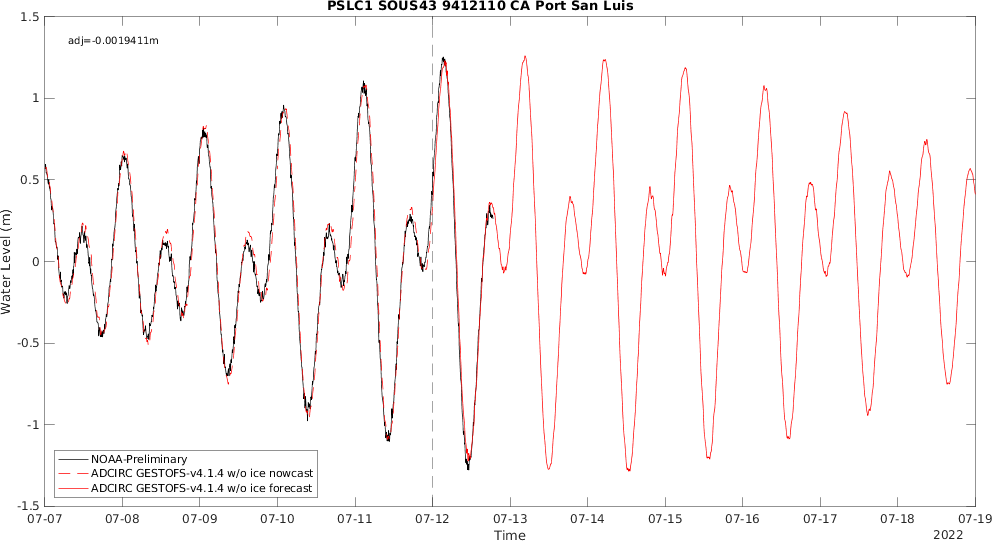 PSLC1 SOUS43 9412110 CA Port San Luis
adj=-0.0019411m
1.5
1
0.5
0
-0.5
-1
-1.5
Water Level (m)
NOAA-Preliminary
ADCIRC GESTOFS-v4.1.4 w/o ice nowcast
ADCIRC GESTOFS-v4.1.4 w/o ice forecast
07-07 07-08 07-09 07-10 07-11 07-12 07-13 07-14 07-15 07-16 07-17 07-18 07-19
Time
2022